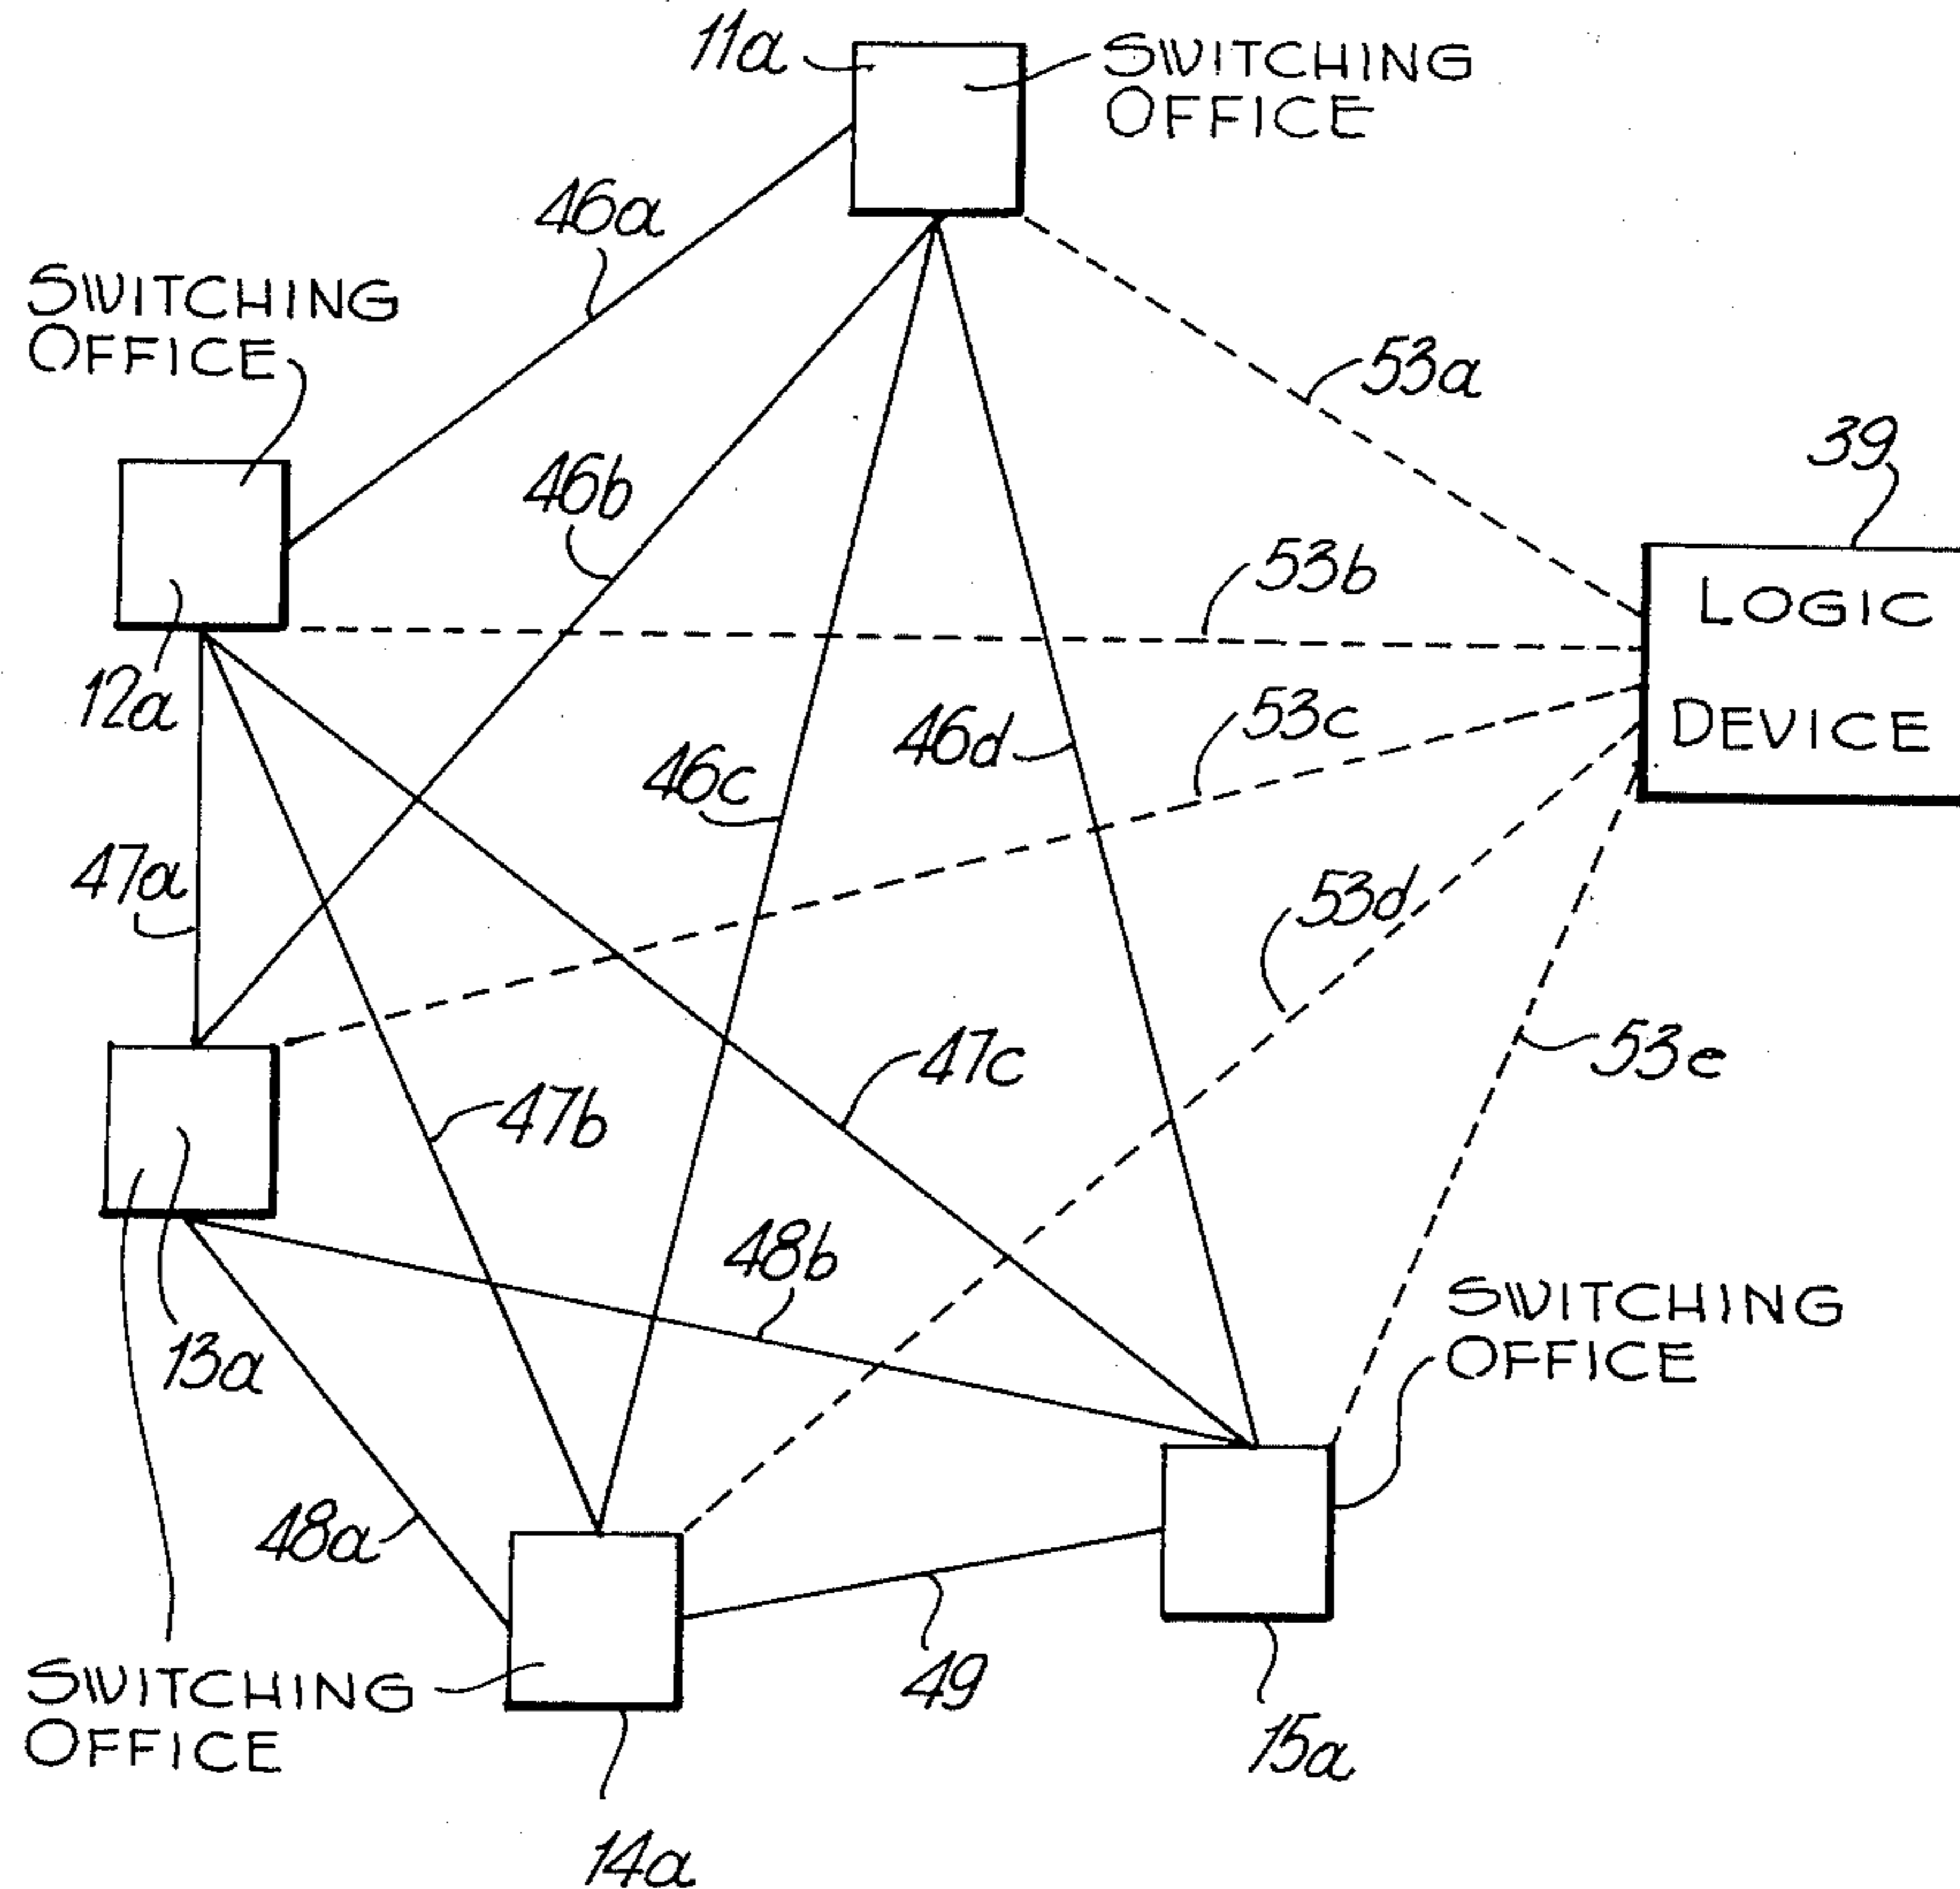 11a
SWITCHING
OFFICE
46a
SWITCHING
OFFICE
53a
39
46b
53b
LOGIC
12a
53c
46d
DEVICE
46c
47a
53d
47c
53e
47b
48b
SWITCHING
OFFICE
13a
48a
SWITCHING
OFFICE
49
15a
14a